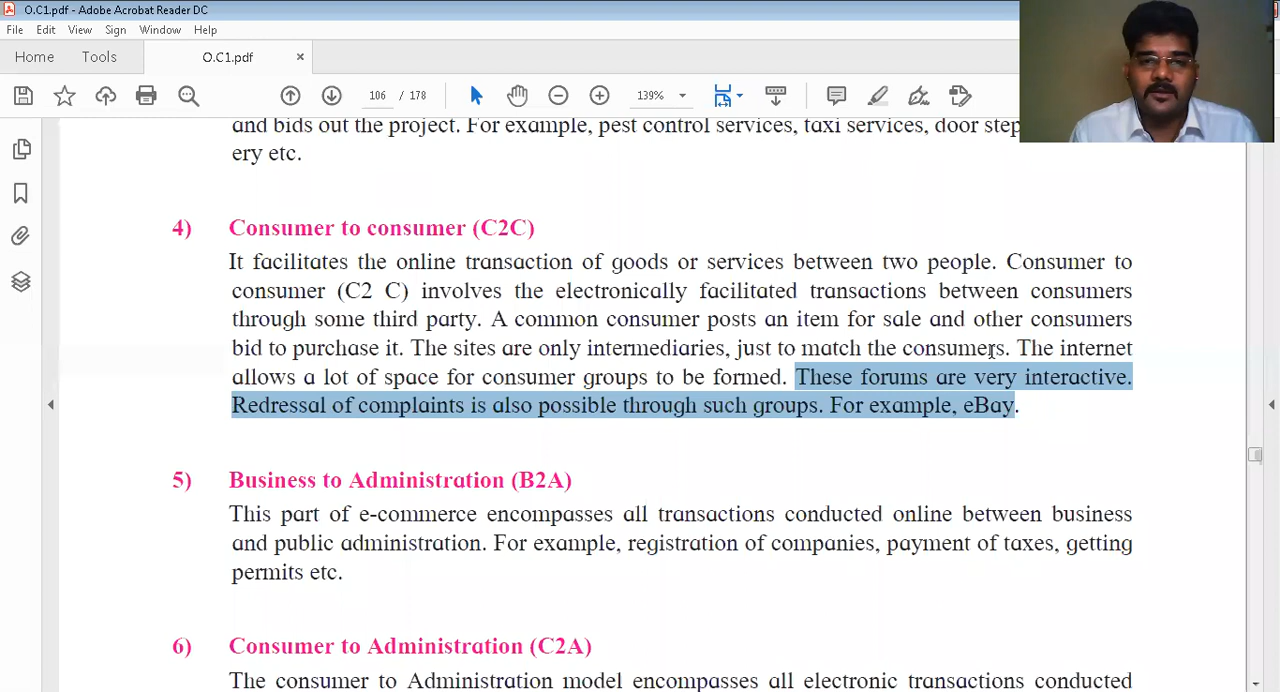 O.C1.pdf - Adobe Acrobat Reader DC
File Edit View Sign Window Help
Home Tools O.C1.pdf ×
106 / 178 139%
and bids out the project. For example, pest control services, taxi services, door step
ery etc.
4) Consumer to consumer (C2C)
It facilitates the online transaction of goods or services between two people. Consumer to
consumer (C2 C) involves the electronically facilitated transactions between consumers
through some third party. A common consumer posts an item for sale and other consumers
bid to purchase it. The sites are only intermediaries, just to match the consumers. The internet
allows a lot of space for consumer groups to be formed. These forums are very interactive.
Redressal of complaints is also possible through such groups. For example, eBay.
5) Business to Administration (B2A)
This part of e-commerce encompasses all transactions conducted online between business
and public administration. For example, registration of companies, payment of taxes, getting
permits etc.
6) Consumer to Administration (C2A)
The consumer to Administration model encompasses all electronic transactions conducted